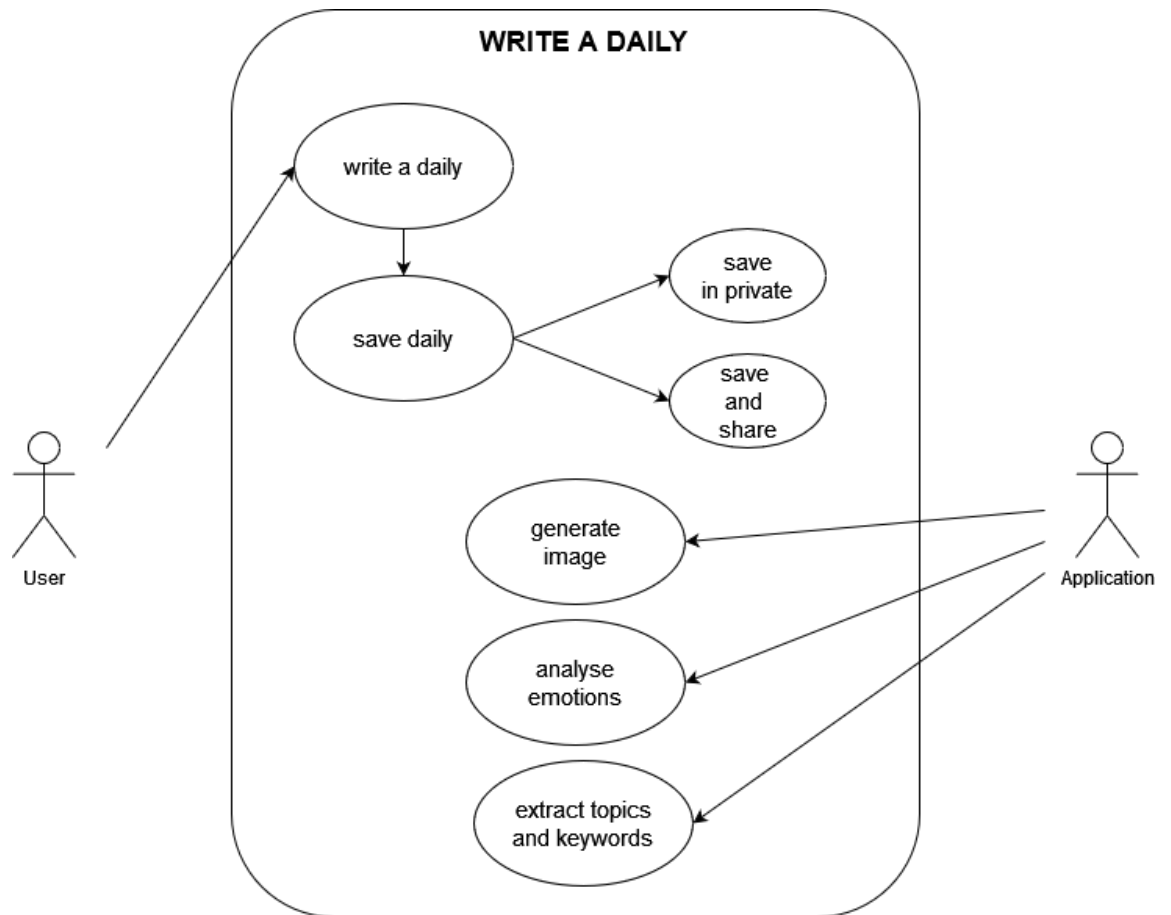 WRITE A DAILY
write a daily
save daily
save
in private
save
and
share
generate
image
analyse
emotions
extract topics
and keywords
User
Application